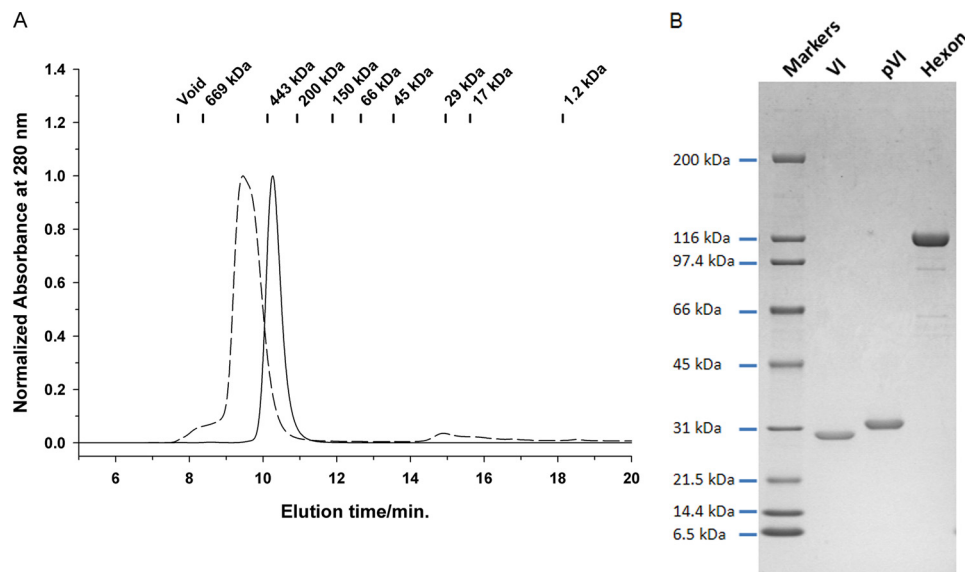 A
Void
669 kDa
443 kDa
200 kDa
150 kDa
66 kDa
45 kDa
29 kDa
17 kDa
1.2 kDa
1.4
1.2
1.0
0.8
0.6
0.4
0.2
0.0
Normalized Absorbance at 280 nm
6
8
10
12
14
16
18
20
Elution time/min.
B
Markers
VI
pVI
Hexon
200 kDa
116 kDa
97.4 kDa
66 kDa
45 kDa
31 kDa
21.5 kDa
14.4 kDa
6.5 kDa